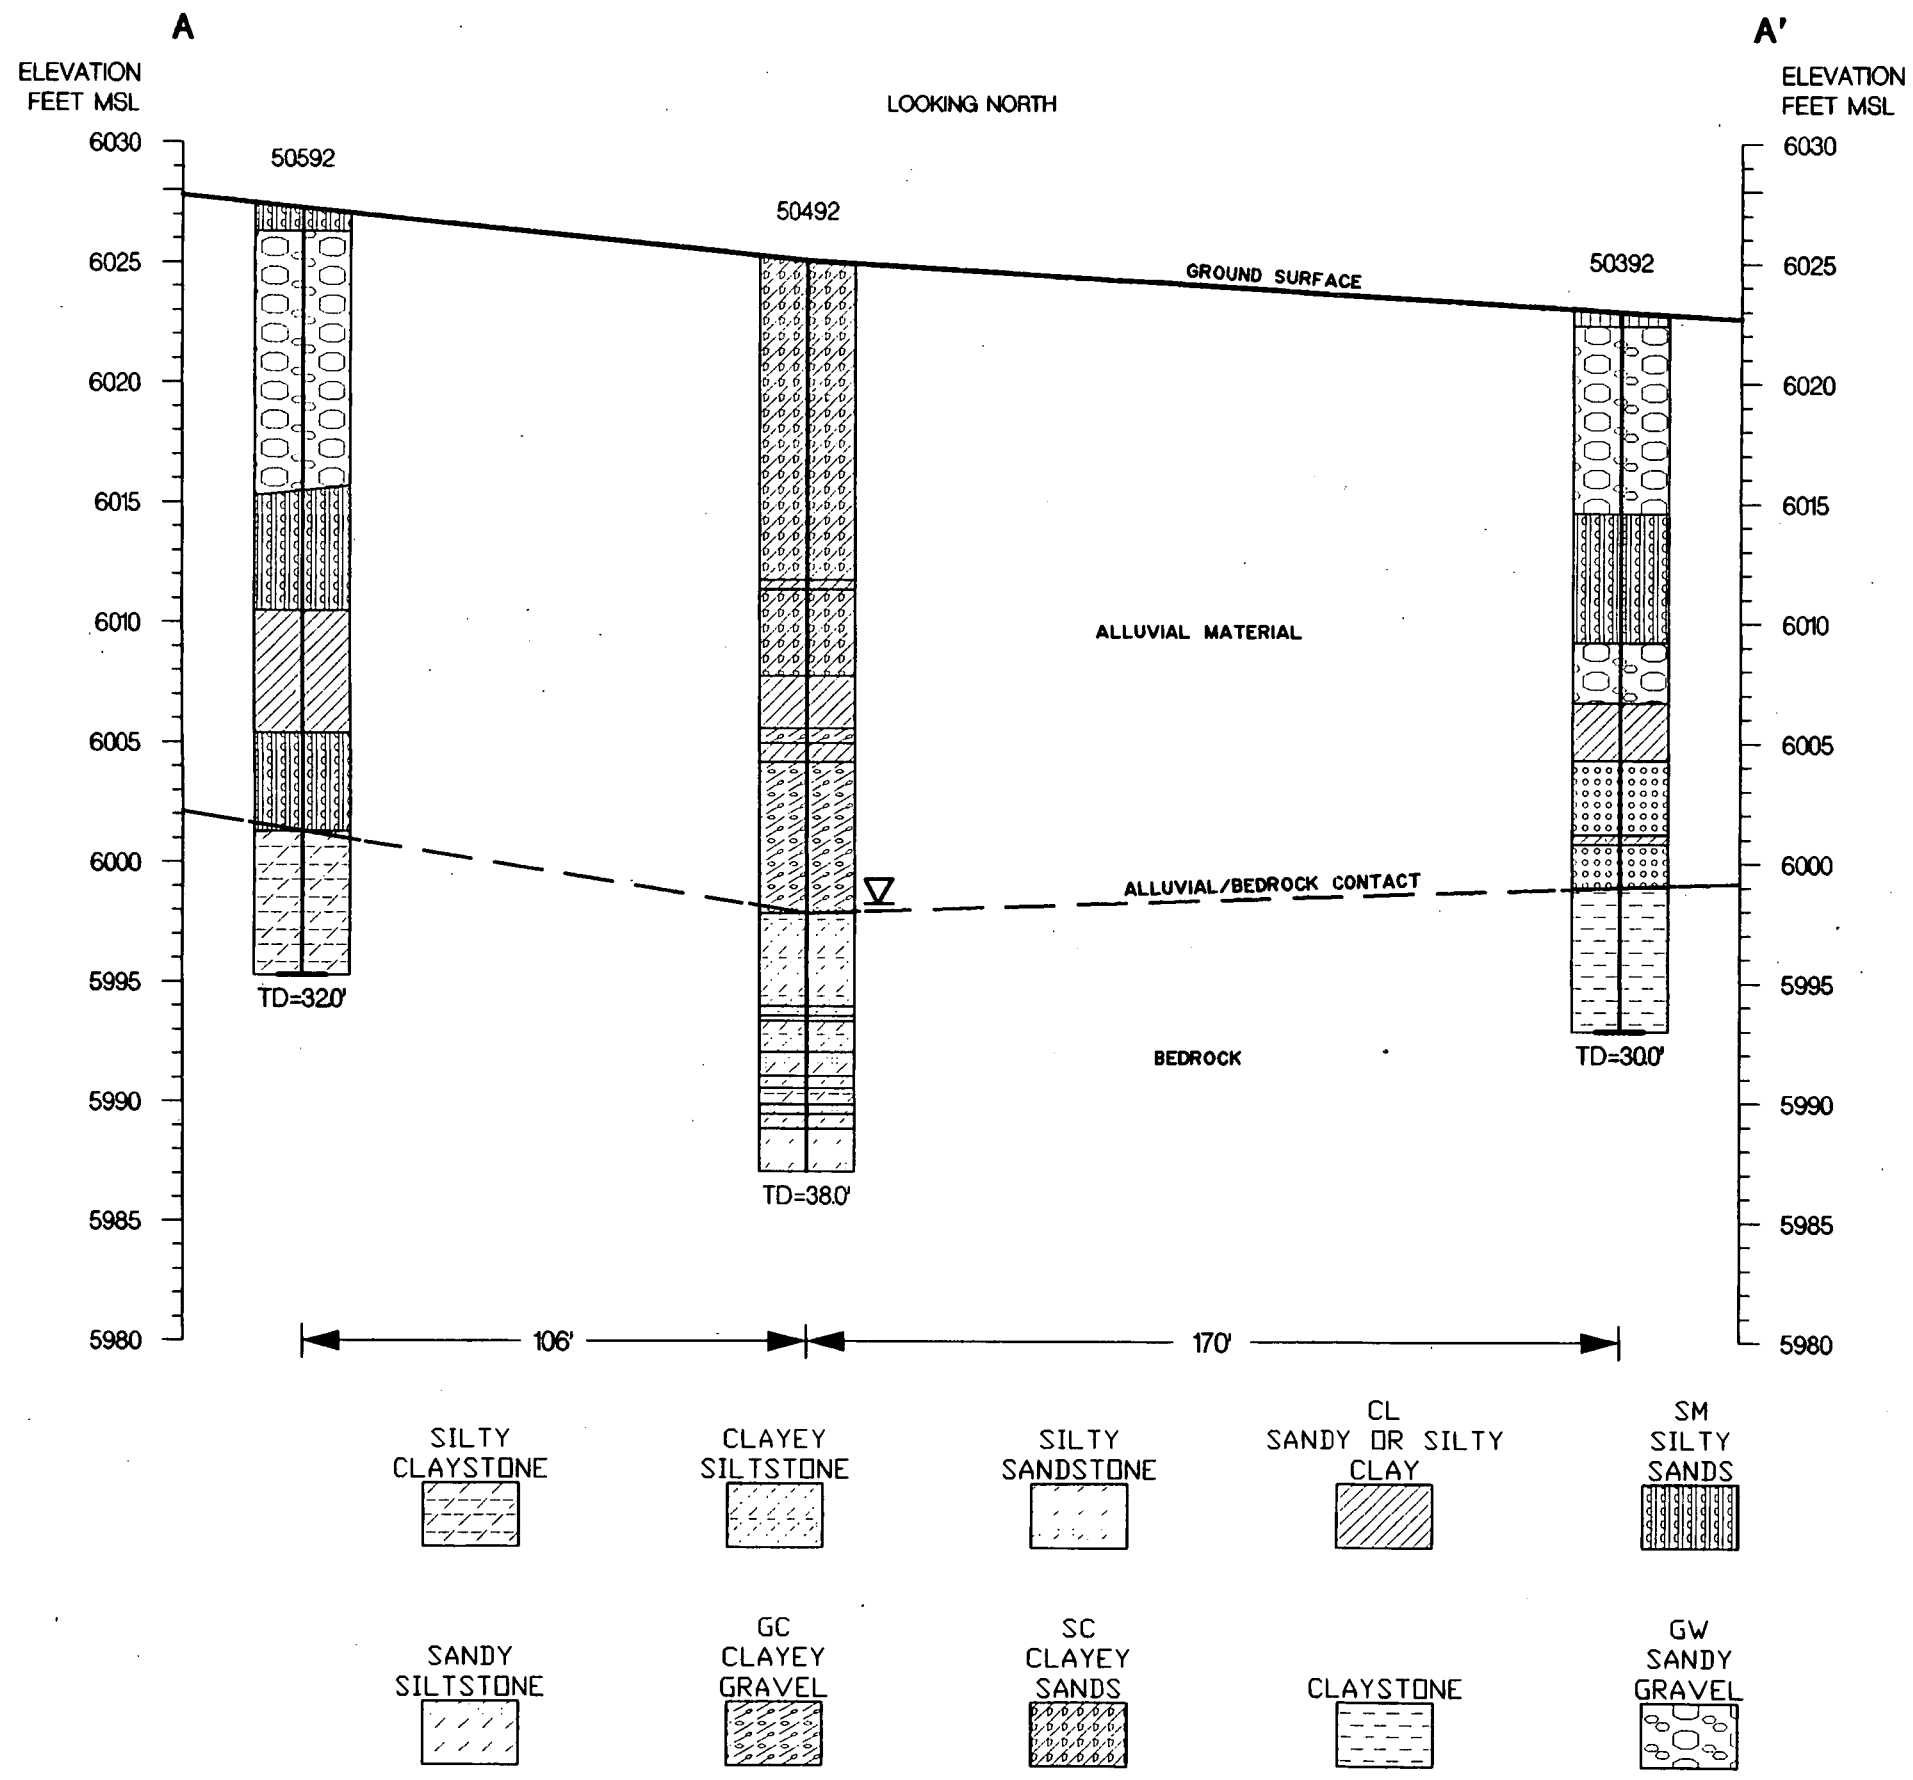 A
A'
ELEVATION
FEET MSL
ELEVATION
FEET MSL
LOOKING NORTH
6030
6030
50592
50492
50392
6025
GROUND SURFACE
6025
6020
6020
6015
6015
6010
ALLUVIAL MATERIAL
6010
6005
6005
6000
ALLUVIAL/BEDROCK CONTACT
6000
5995
5995
TD=32.0'
BEDROCK
TD=30.0'
5990
5990
TD=38.0'
5985
5985
5980
106'
170'
5980
SILTY
CLAYSTONE
CLAYEY
SILTSTONE
SILTY
SANDSTONE
CL
SANDY OR SILTY
CLAY
SM
SILTY
SANDS
SANDY
SILTSTONE
GC
CLAYEY
GRAVEL
SC
CLAYEY
SANDS
CLAYSTONE
GW
SANDY
GRAVEL